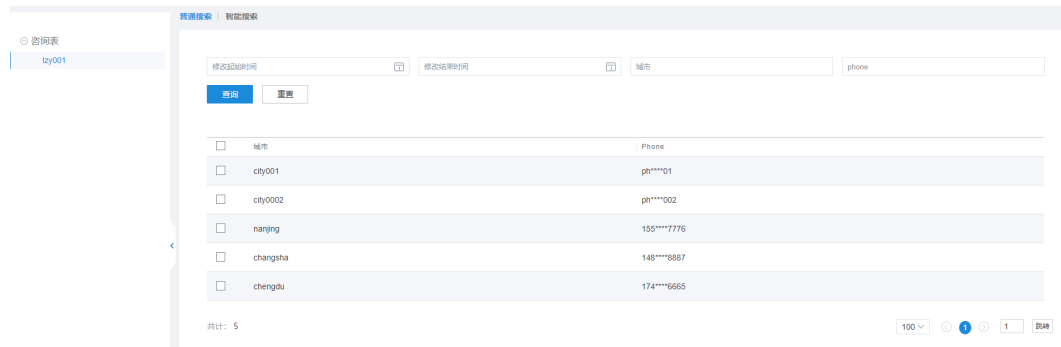 普通搜索 智能搜索
咨询表
lzy001
修改起始时间 修改结束时间 城市 phone
查询 重置
城市 Phone
city001 ph****01
city0002 ph****002
nanjing 155****7776
changsha 148****8887
chengdu 174****6665
共计: 5 100 1 1 跳转